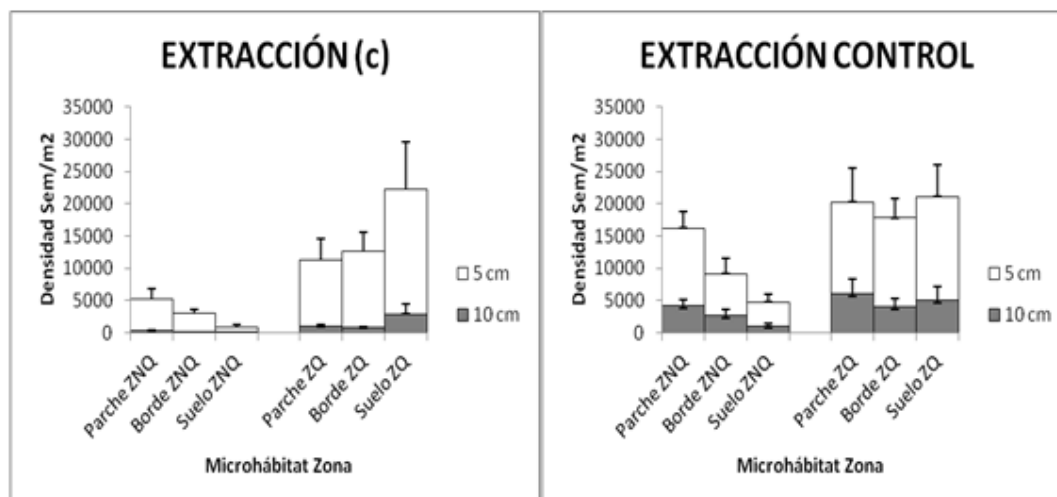 EXTRACCIÓN (c)
Densidad Sem/m2
35000
30000
25000
20000
15000
10000
5000
0
Parche ZNQ
Borde ZNQ
Suelo ZNQ
Parche ZQ
Borde ZQ
Suelo ZQ
Microhábitat Zona
5 cm
10 cm
EXTRACCIÓN CONTROL
Densidad Sem/m2
35000
30000
25000
20000
15000
10000
5000
0
Parche ZNQ
Borde ZNQ
Suelo ZNQ
Parche ZQ
Borde ZQ
Suelo ZQ
Microhábitat Zona
5 cm
10 cm